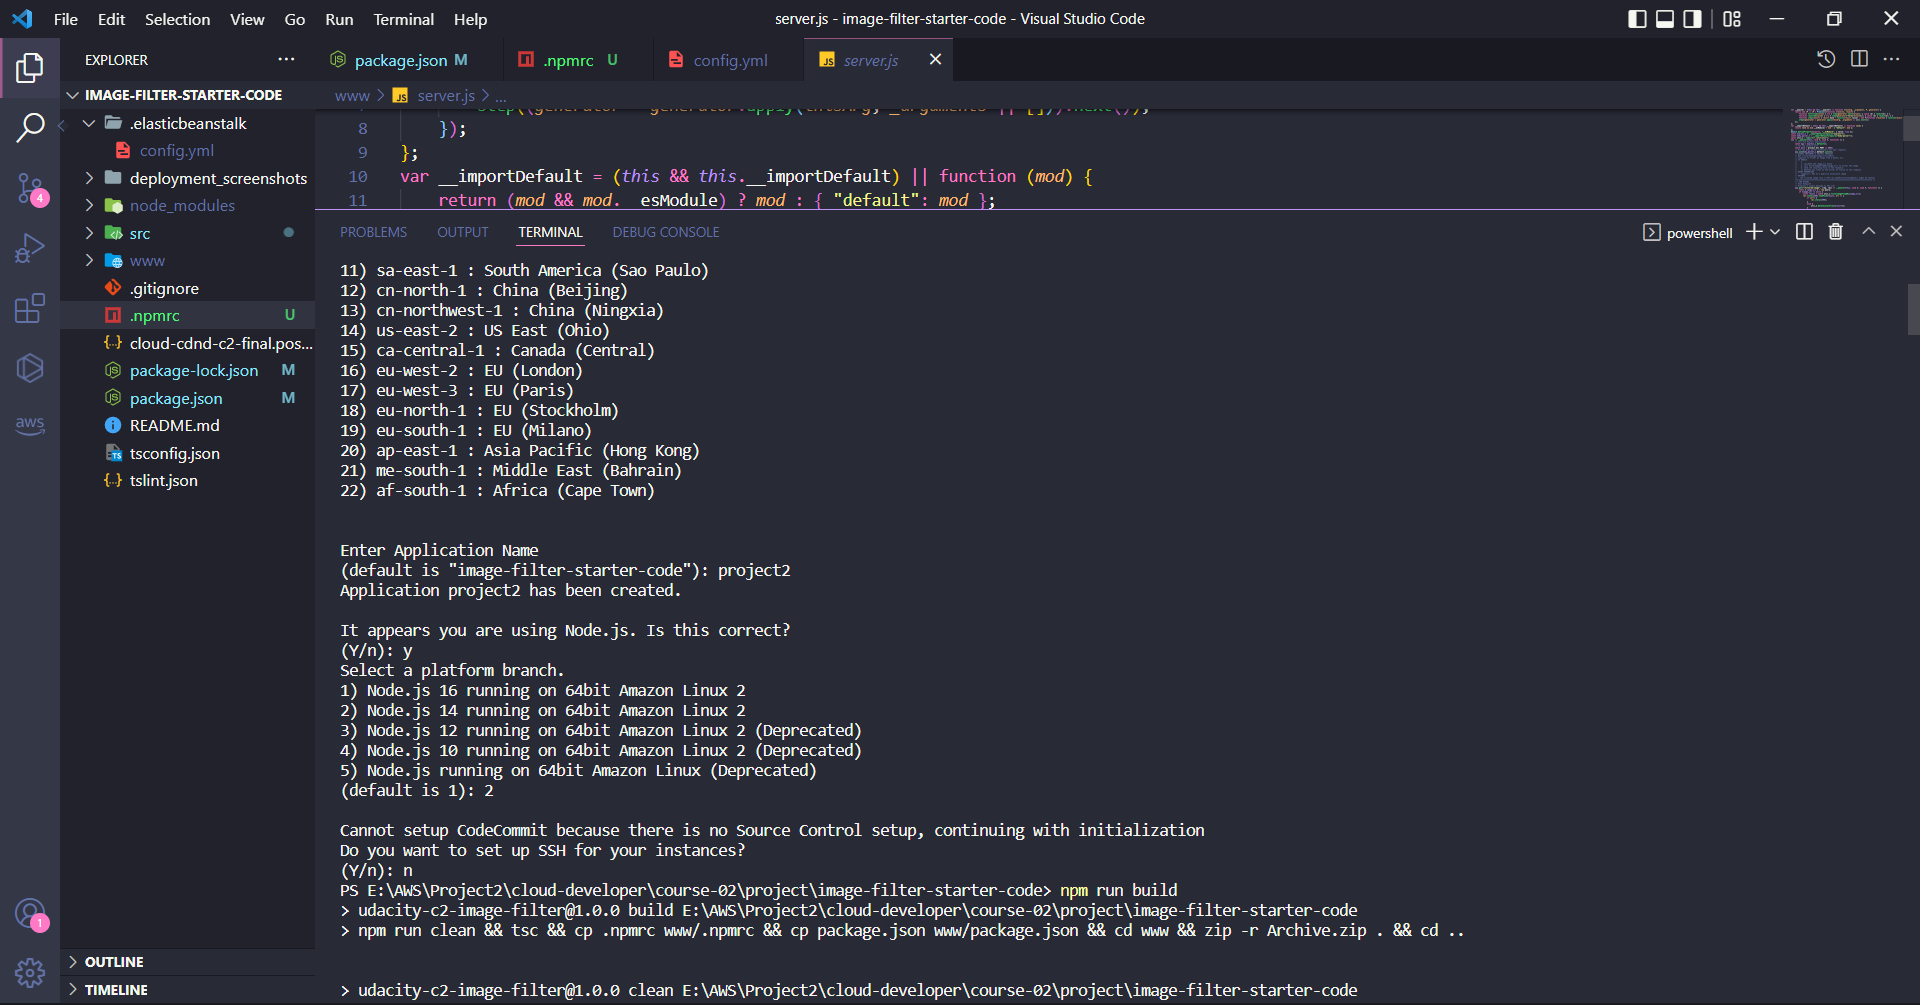 File Edit Selection View Go Run Terminal Help
server.js - image-filter-starter-code - Visual Studio Code
EXPLORER
package.json M
.npmrc U
config.yml
server.js
IMAGE-FILTER-STARTER-CODE
www > server.js > ...
.elasticbeanstalk
config.yml
deployment_screenshots
node_modules
src
www
.gitignore
.npmrc U
cloud-cdnd-c2-final.pos...
package-lock.json M
package.json M
README.md
tsconfig.json
tslint.json
OUTLINE
TIMELINE
4
aws
1
8 });
9 };
10 var __importDefault = (this && this.__importDefault) || function (mod) {
11 return (mod && mod.__esModule) ? mod : { "default": mod };
PROBLEMS OUTPUT TERMINAL DEBUG CONSOLE
powershell
11) sa-east-1 : South America (Sao Paulo)
12) cn-north-1 : China (Beijing)
13) cn-northwest-1 : China (Ningxia)
14) us-east-2 : US East (Ohio)
15) ca-central-1 : Canada (Central)
16) eu-west-2 : EU (London)
17) eu-west-3 : EU (Paris)
18) eu-north-1 : EU (Stockholm)
19) eu-south-1 : EU (Milano)
20) ap-east-1 : Asia Pacific (Hong Kong)
21) me-south-1 : Middle East (Bahrain)
22) af-south-1 : Africa (Cape Town)
Enter Application Name
(default is "image-filter-starter-code"): project2
Application project2 has been created.
It appears you are using Node.js. Is this correct?
(Y/n): y
Select a platform branch.
1) Node.js 16 running on 64bit Amazon Linux 2
2) Node.js 14 running on 64bit Amazon Linux 2
3) Node.js 12 running on 64bit Amazon Linux 2 (Deprecated)
4) Node.js 10 running on 64bit Amazon Linux 2 (Deprecated)
5) Node.js running on 64bit Amazon Linux (Deprecated)
(default is 1): 2
Cannot setup CodeCommit because there is no Source Control setup, continuing with initialization
Do you want to set up SSH for your instances?
(Y/n): n
PS E:\AWS\Project2\cloud-developer\course-02\project\image-filter-starter-code> npm run build
> udacity-c2-image-filter@1.0.0 build E:\AWS\Project2\cloud-developer\course-02\project\image-filter-starter-code
> npm run clean && tsc && cp .npmrc www/.npmrc && cp package.json www/package.json && cd www && zip -r Archive.zip . && cd ..
> udacity-c2-image-filter@1.0.0 clean E:\AWS\Project2\cloud-developer\course-02\project\image-filter-starter-code